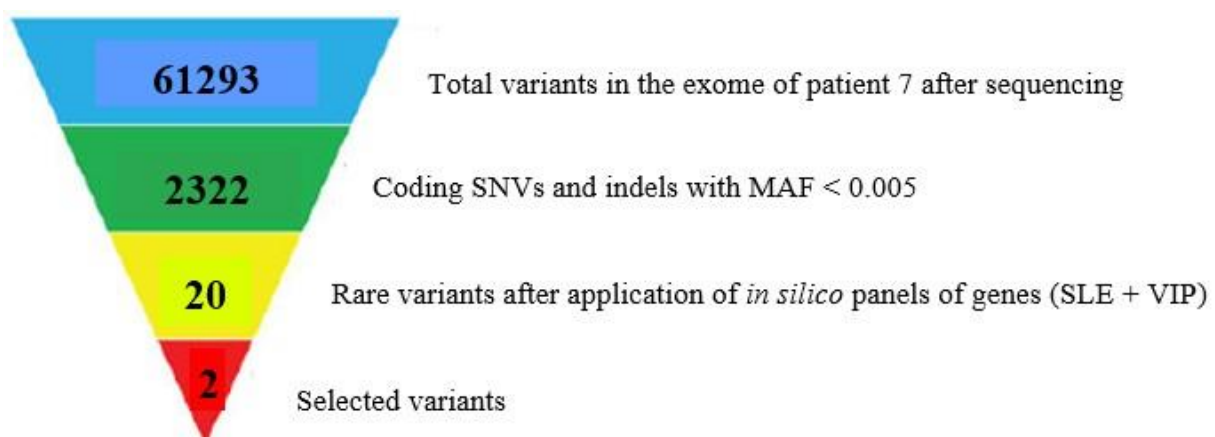 61293 Total variants in the exome of patient 7 after sequencing
2322 Coding SNVs and indels with MAF < 0.005
20 Rare variants after application of in silico panels of genes (SLE + VIP)
2 Selected variants